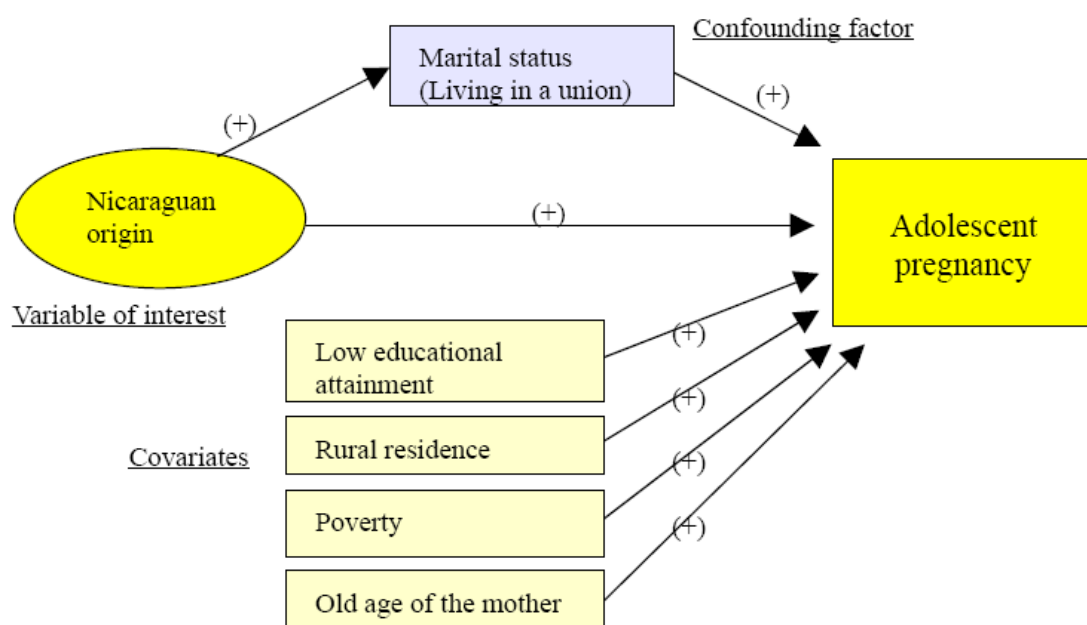 Confounding factor
Marital status
(Living in a union)
(+)
(+)
Nicaraguan
origin
(+)
Adolescent
pregnancy
Variable of interest
Low educational
attainment
(+)
Rural residence
(+)
Covariates
Poverty
(+)
Old age of the mother
(+)